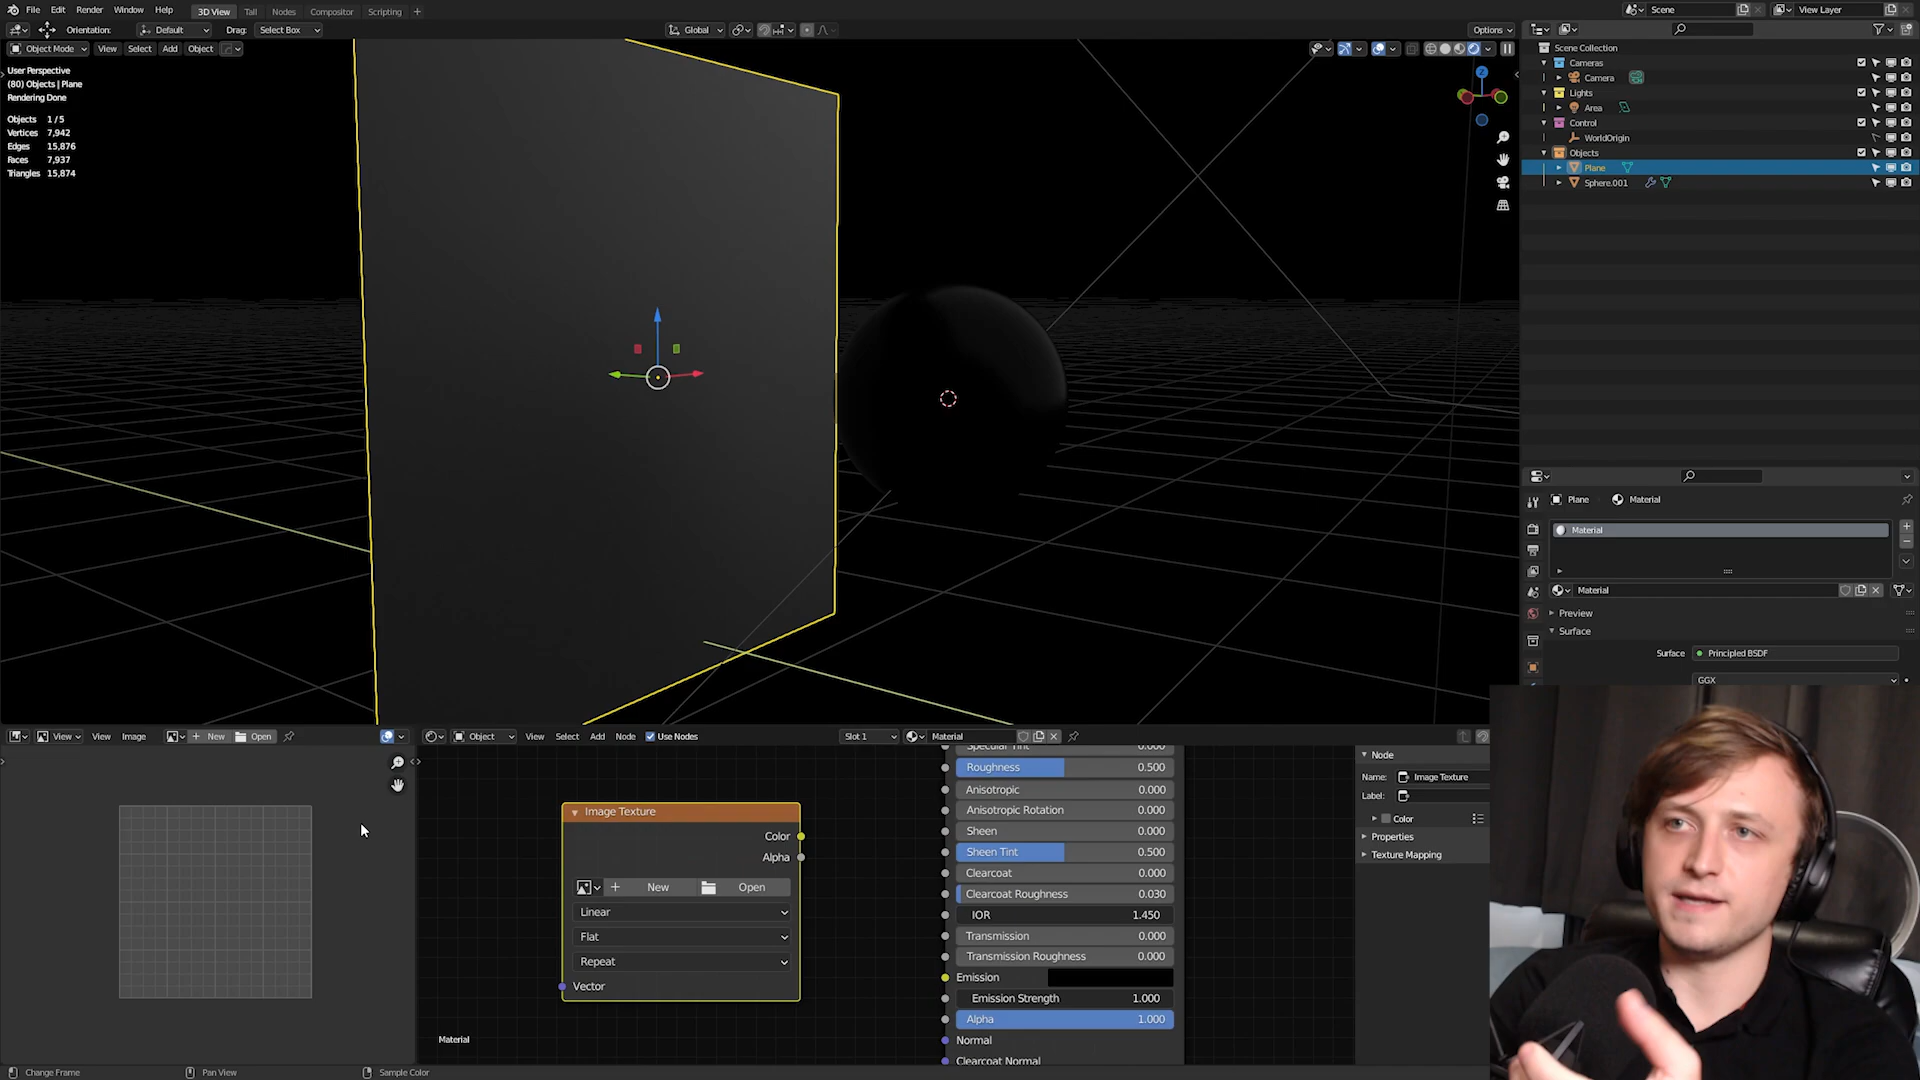 File Edit Render Window Help 3D View Tall Nodes Compositor Scripting + Scene View Layer
Orientation: Default Drag: Select Box Global Options
Object Mode View Select Add Object
User Perspective
(80) Objects | Plane
Rendering Done
Objects 1/5
Vertices 7,942
Edges 15,876
Faces 7,937
Triangles 15,874
Z
Scene Collection
Cameras
Camera
Lights
Area
Control
WorldOrigin
Objects
Plane
Sphere.001
Plane Material
Material
Material
Preview
Surface
Surface Principled BSDF
GGX
View View Image New Open
Object View Select Add Node Use Nodes Slot 1 Material
Specular Tint 0.000
Roughness 0.500
Anisotropic 0.000
Anisotropic Rotation 0.000
Sheen 0.000
Sheen Tint 0.500
Clearcoat 0.000
Clearcoat Roughness 0.030
IOR 1.450
Transmission 0.000
Transmission Roughness 0.000
Emission
Emission Strength 1.000
Alpha 1.000
Normal
Clearcoat Normal
Image Texture
Color
Alpha
New Open
Linear
Flat
Repeat
Vector
Material
Node
Name: Image Texture
Label:
Color
Properties
Texture Mapping
Change Frame Pan View Sample Color